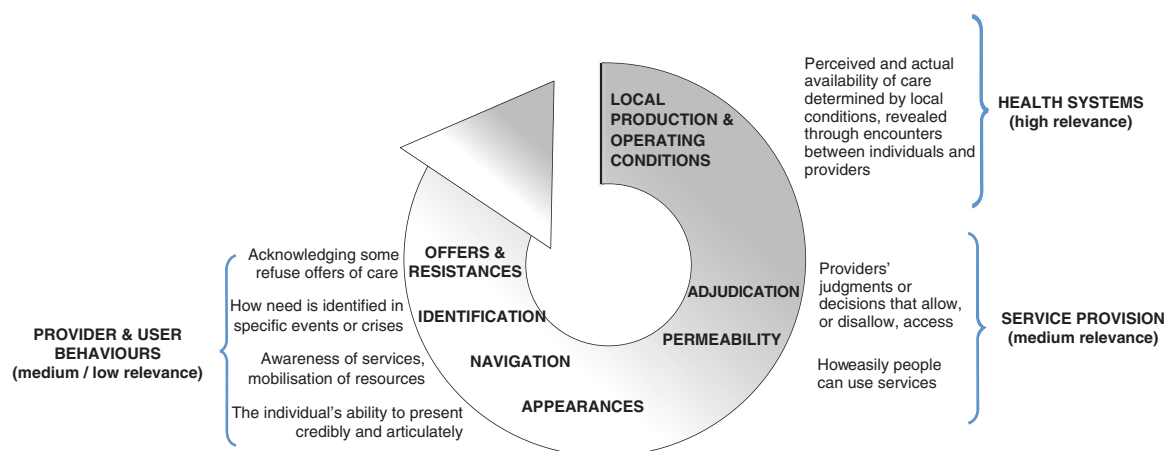 LOCAL
PRODUCTION &
OPERATING
CONDITIONS
Perceived and actual
availability of care
determined by local
conditions, revealed
through encounters
between individuals and
providers
HEALTH SYSTEMS
(high relevance)
ADJUDICATION
PERMEABILITY
Providers'
judgments or
decisions that allow,
or disallow, access
Howeasily people
can use services
SERVICE PROVISION
(medium relevance)
OFFERS &
RESISTANCES
IDENTIFICATION
NAVIGATION
APPEARANCES
Acknowledging some
refuse offers of care
How need is identified in
specific events or crises
Awareness of services,
mobilisation of resources
The individual's ability to present
credibly and articulately
PROVIDER & USER
BEHAVIOURS
(medium / low relevance)